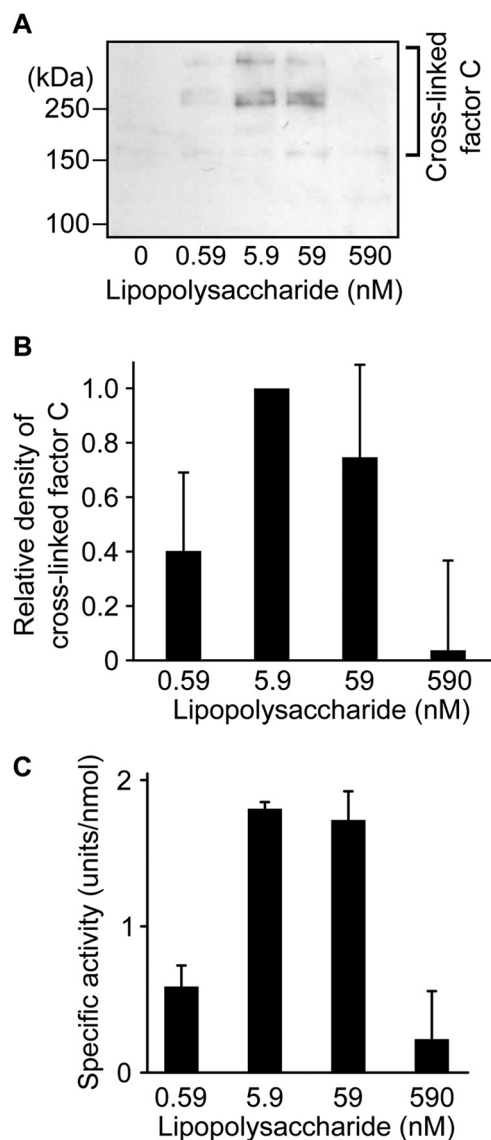 A
(kDa)
250
150
100
Cross-linked
factor C
0 0.59 5.9 59 590
Lipopolysaccharide (nM)
B
Relative density of
cross-linked factor C
1.0
0.8
0.6
0.4
0.2
0
0.59 5.9 59 590
Lipopolysaccharide (nM)
C
Specific activity (units/nmol)
2
1
0
0.59 5.9 59 590
Lipopolysaccharide (nM)